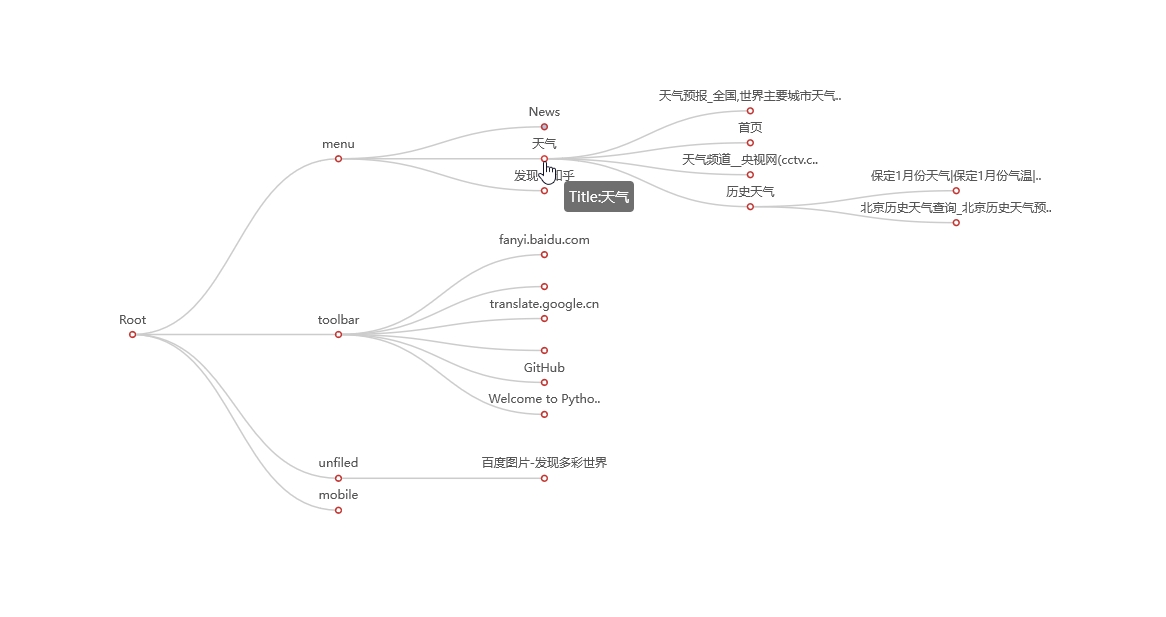 天气预报_全国,世界主要城市天气..
News
首页
天气
menu
天气频道__央视网(cctv.c..
发现 知乎
保定1月份天气|保定1月份气温|..
历史天气
Title:天气
北京历史天气查询_北京历史天气预..
fanyi.baidu.com
translate.google.cn
Root
toolbar
GitHub
Welcome to Pytho..
unfiled
百度图片-发现多彩世界
mobile